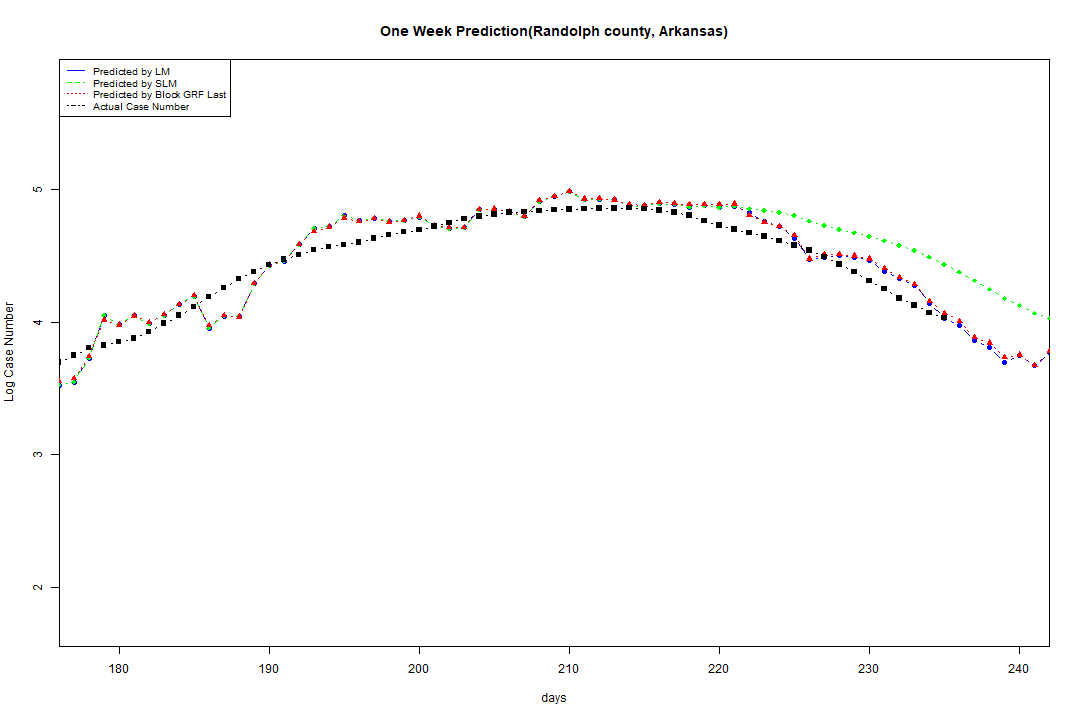 One Week Prediction(Randolph county, Arkansas)
Predicted by LM
Predicted by SLM
Predicted by Block GRF Last
Actual Case Number
Log Case Number
5
4
3
2
180 190 200 210 220 230 240
days